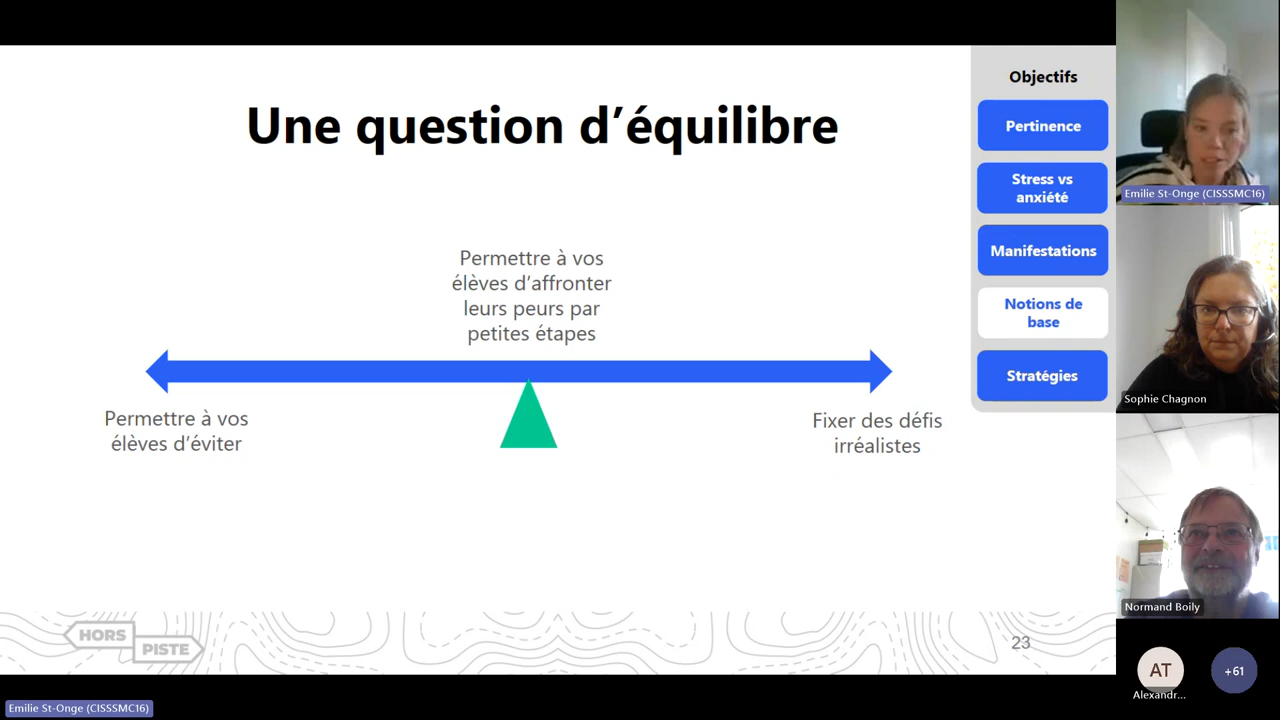 Une question d’équilibre
Permettre à vos
élèves d’affronter
leurs peurs par
petites étapes
Permettre à vos
élèves d’éviter
Fixer des défis
irréalistes
HORS
PISTE
23
Objectifs
Pertinence
Stress vs
anxiété
Manifestations
Notions de
base
Stratégies
Emilie St-Onge (CISSSMC16)
Sophie Chagnon
Normand Boily
AT
Alexandr...
+61
Emilie St-Onge (CISSSMC16)